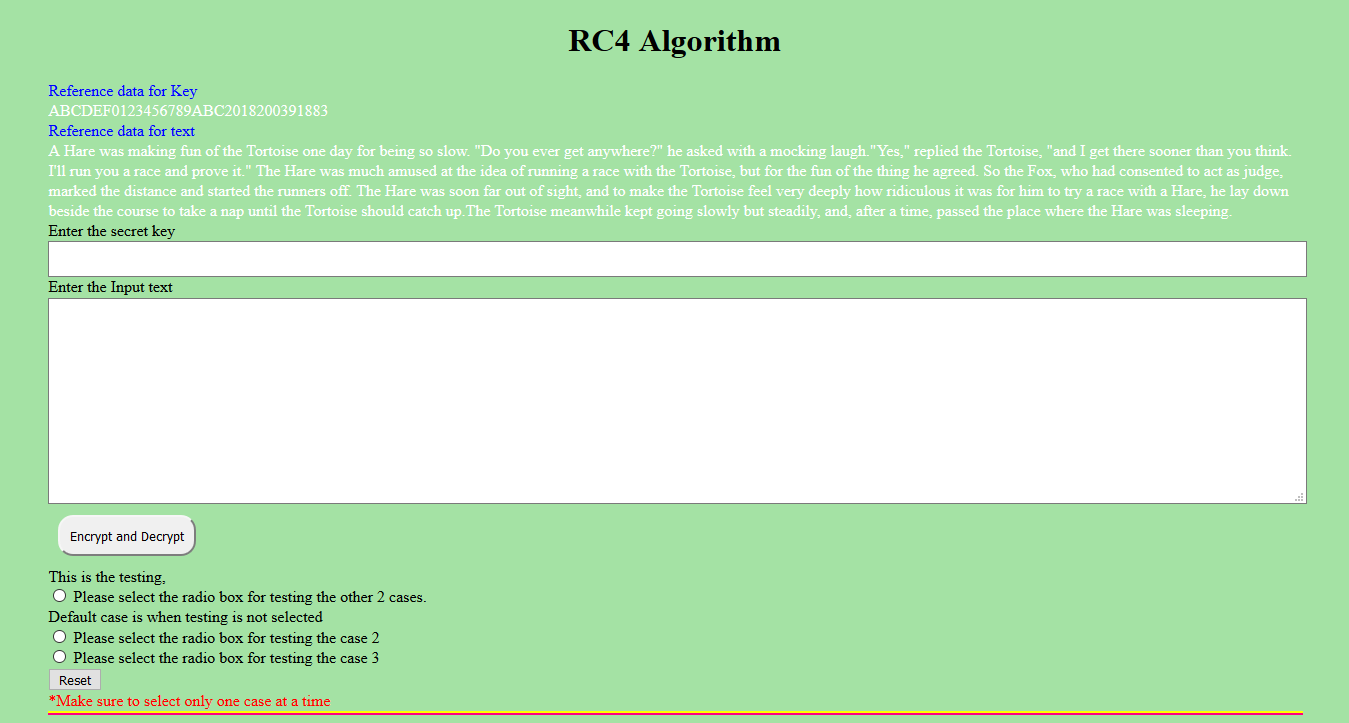 RC4 Algorithm
Reference data for Key
ABCDEF0123456789ABC2018200391883
Reference data for text
A Hare was making fun of the Tortoise one day for being so slow. "Do you ever get anywhere?" he asked with a mocking laugh."Yes," replied the Tortoise, "and I get there sooner than you think.
I'll run you a race and prove it." The Hare was much amused at the idea of running a race with the Tortoise, but for the fun of the thing he agreed. So the Fox, who had consented to act as judge,
marked the distance and started the runners off. The Hare was soon far out of sight, and to make the Tortoise feel very deeply how ridiculous it was for him to try a race with a Hare, he lay down
beside the course to take a nap until the Tortoise should catch up.The Tortoise meanwhile kept going slowly but steadily, and, after a time, passed the place where the Hare was sleeping.
Enter the secret key
Enter the Input text
Encrypt and Decrypt
This is the testing,
Please select the radio box for testing the other 2 cases.
Default case is when testing is not selected
Please select the radio box for testing the case 2
Please select the radio box for testing the case 3
Reset
*Make sure to select only one case at a time